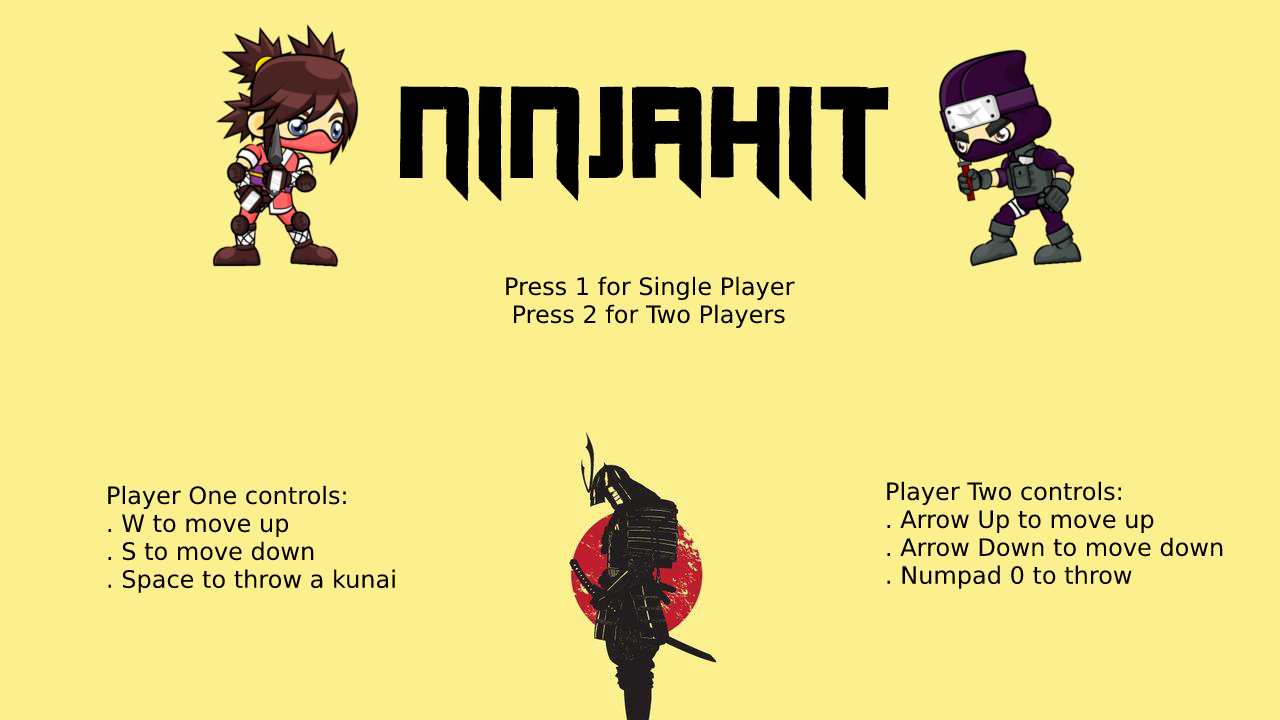 NINJAHIT
Press 1 for Single Player
Press 2 for Two Players
Player One controls:
. W to move up
. S to move down
. Space to throw a kunai
Player Two controls:
. Arrow Up to move up
. Arrow Down to move down
. Numpad 0 to throw